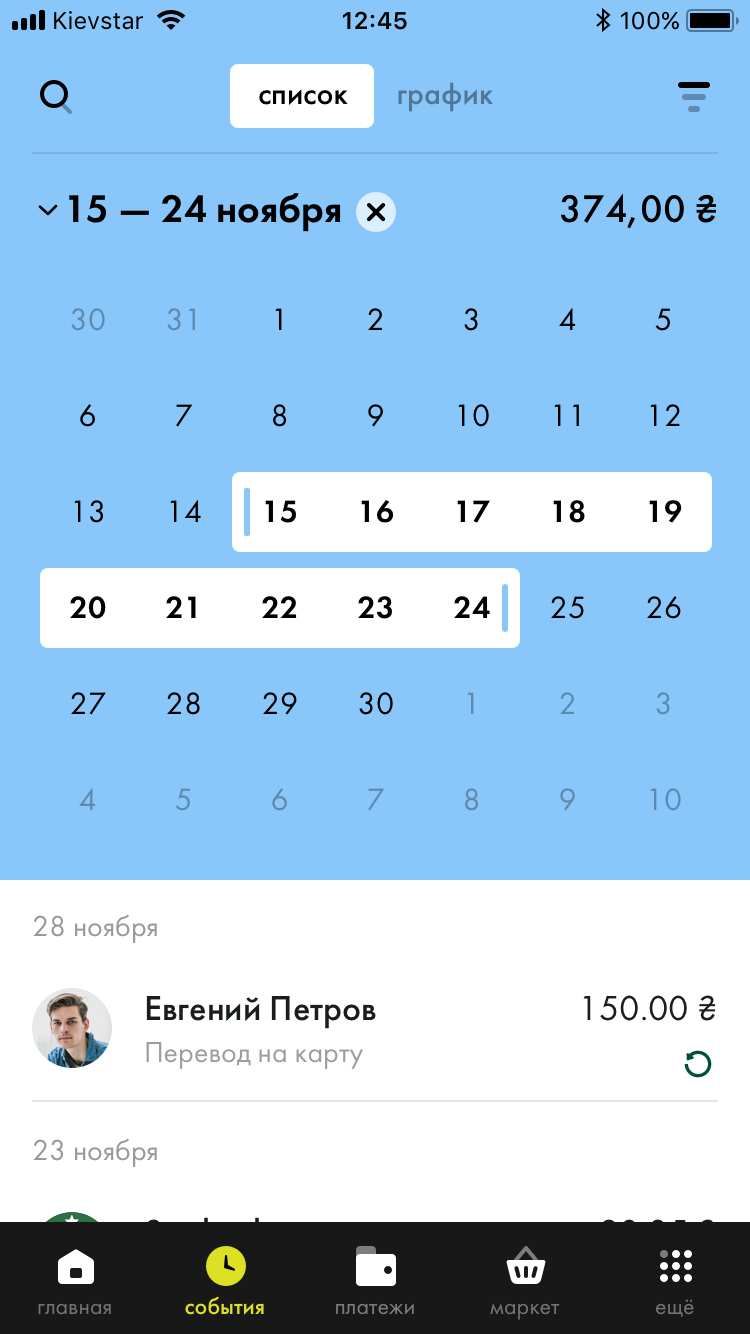 Kievstar 12:45 100%
список график
15 — 24 ноября 374,00 ₴
30 31 1 2 3 4 5
6 7 8 9 10 11 12
13 14 15 16 17 18 19
20 21 22 23 24 25 26
27 28 29 30 1 2 3
4 5 6 7 8 9 10
28 ноября
Евгений Петров 150.00 ₴
Перевод на карту
23 ноября
главная события платежи маркет ещё